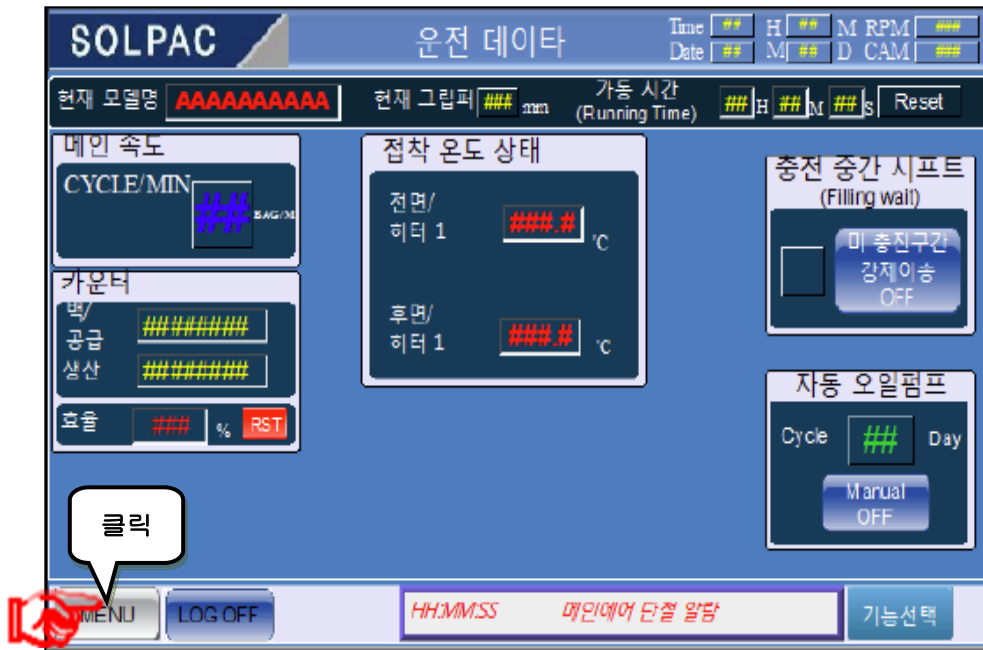 SOLPAC
운전 데이타
Time ## H ## M RPM ###
Date ## M ## D CAM ###
현재 모델명 AAAAAAAAAA 현재 그립퍼 ### mm 가동 시간 ## H ## M ## S Reset
(Running Time)
메인 속도
CYCLE/MIN
## BAG/M
카운터
백/
공급 ########
생산 ########
효율 ### % RST
접착 온도 상태
전면/
히터 1 ###.# ℃
후면/
히터 1 ###.# ℃
충전 중간 시프트
(Filling wait)
미 충진구간
강제이송
OFF
자동 오일펌프
Cycle ## Day
Manual
OFF
클릭
MENU
LOG OFF
HH:MM:SS 메인에어 단절 알람
기능선택